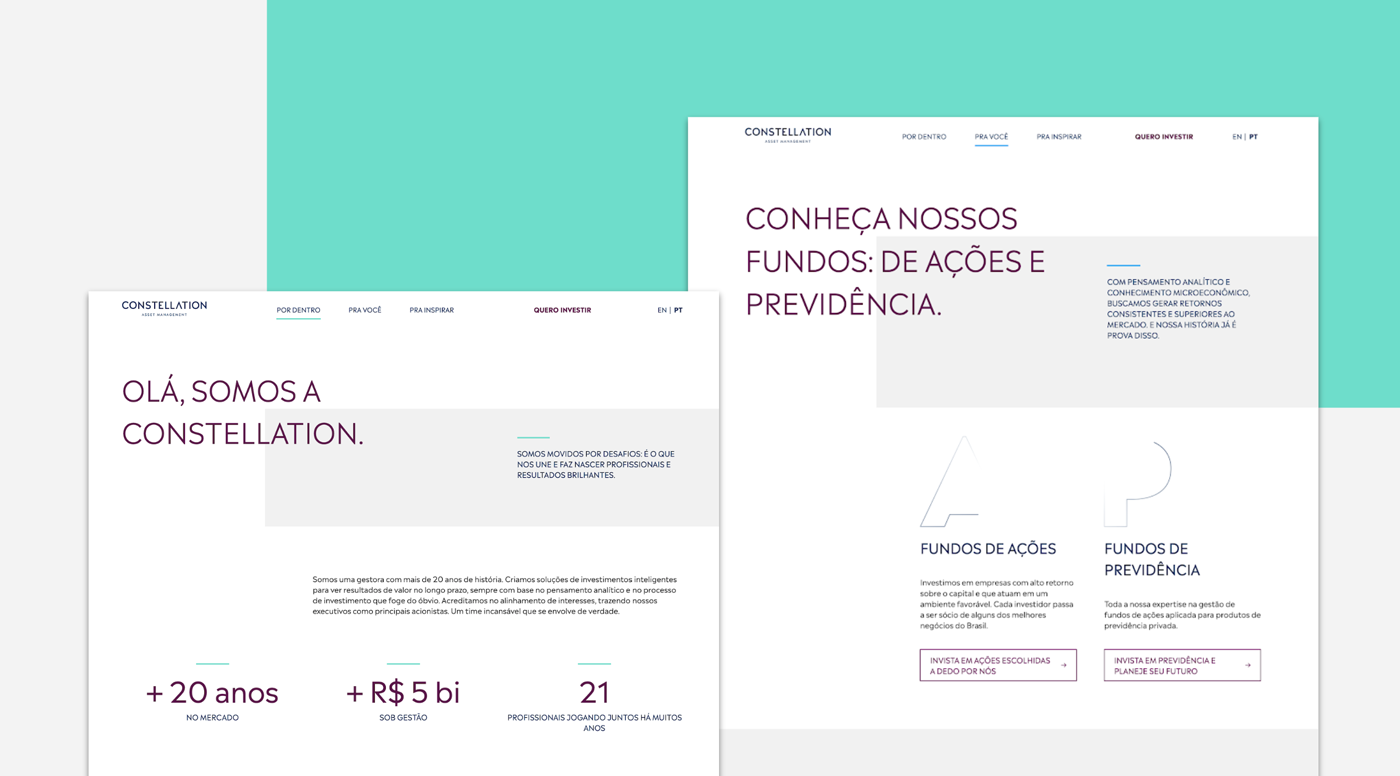 CONSTELLATION
ASSET MANAGEMENT
POR DENTRO
PRA VOCÊ
PRA INSPIRAR
QUERO INVESTIR
EN | PT
OLÁ, SOMOS A
CONSTELLATION.
SOMOS MOVIDOS POR DESAFIOS: É O QUE
NOS UNE E FAZ NASCER PROFISSIONAIS E
RESULTADOS BRILHANTES.
Somos uma gestora com mais de 20 anos de história. Criamos soluções de investimentos inteligentes
para ver resultados de valor no longo prazo, sempre com base no pensamento analítico e no processo
de investimento que foge do óbvio. Acreditamos no alinhamento de interesses, trazendo nossos
executivos como principais acionistas. Um time incansável que se envolve de verdade.
+ 20 anos
NO MERCADO
+ R$ 5 bi
SOB GESTÃO
21
PROFISSIONAIS JOGANDO JUNTOS HÁ MUITOS
ANOS
CONSTELLATION
ASSET MANAGEMENT
POR DENTRO
PRA VOCÊ
PRA INSPIRAR
QUERO INVESTIR
EN | PT
CONHEÇA NOSSOS
FUNDOS: DE AÇÕES E
PREVIDÊNCIA.
COM PENSAMENTO ANALÍTICO E
CONHECIMENTO MICROECONÔMICO,
BUSCAMOS GERAR RETORNOS
CONSISTENTES E SUPERIORES AO
MERCADO. E NOSSA HISTÓRIA JÁ É
PROVA DISSO.
A
FUNDOS DE AÇÕES
Investimos em empresas com alto retorno
sobre o capital e que atuam em um
ambiente favorável. Cada investidor passa
a ser sócio de alguns dos melhores
negócios do Brasil.
INVISTA EM AÇÕES ESCOLHIDAS
A DEDO POR NÓS →
P
FUNDOS DE
PREVIDÊNCIA
Toda a nossa expertise na gestão de
fundos de ações aplicada para produtos de
previdência privada.
INVISTA EM PREVIDÊNCIA E
PLANEJE SEU FUTURO →